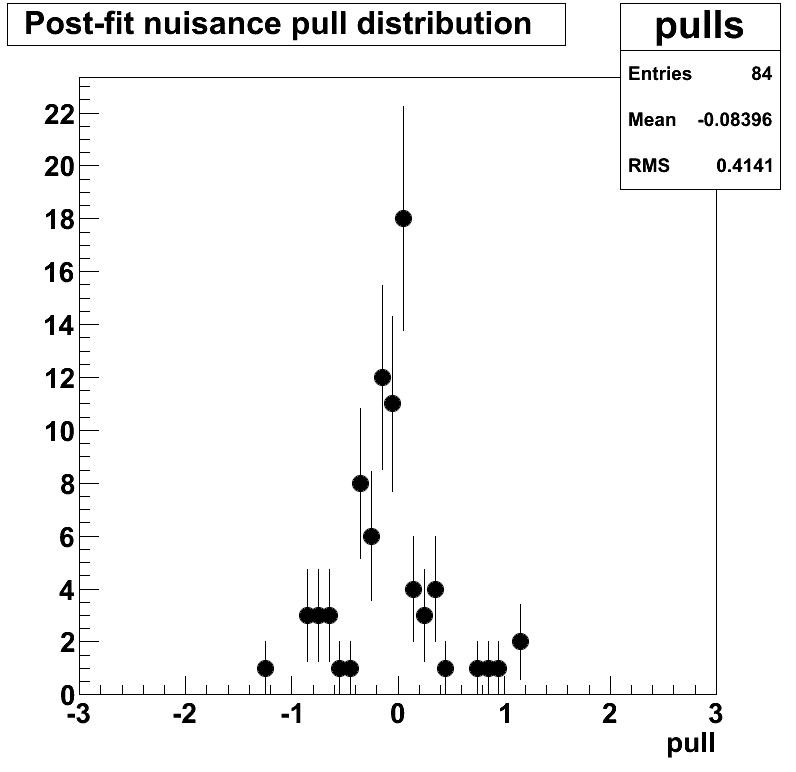 Post-fit nuisance pull distribution
pulls
Entries 84
Mean -0.08396
RMS 0.4141
22
20
18
16
14
12
10
8
6
4
2
0
-3 -2 -1 0 1 2 3
pull